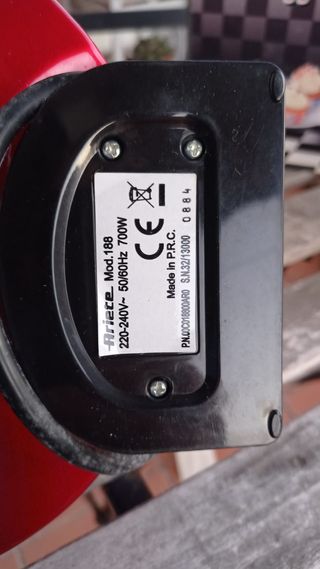 Ariete Mod.188
220-240V~ 50/60Hz 700W
CE
Made in P.R.C.
P.N.00C018800AR0 S.N.32/13000 0884